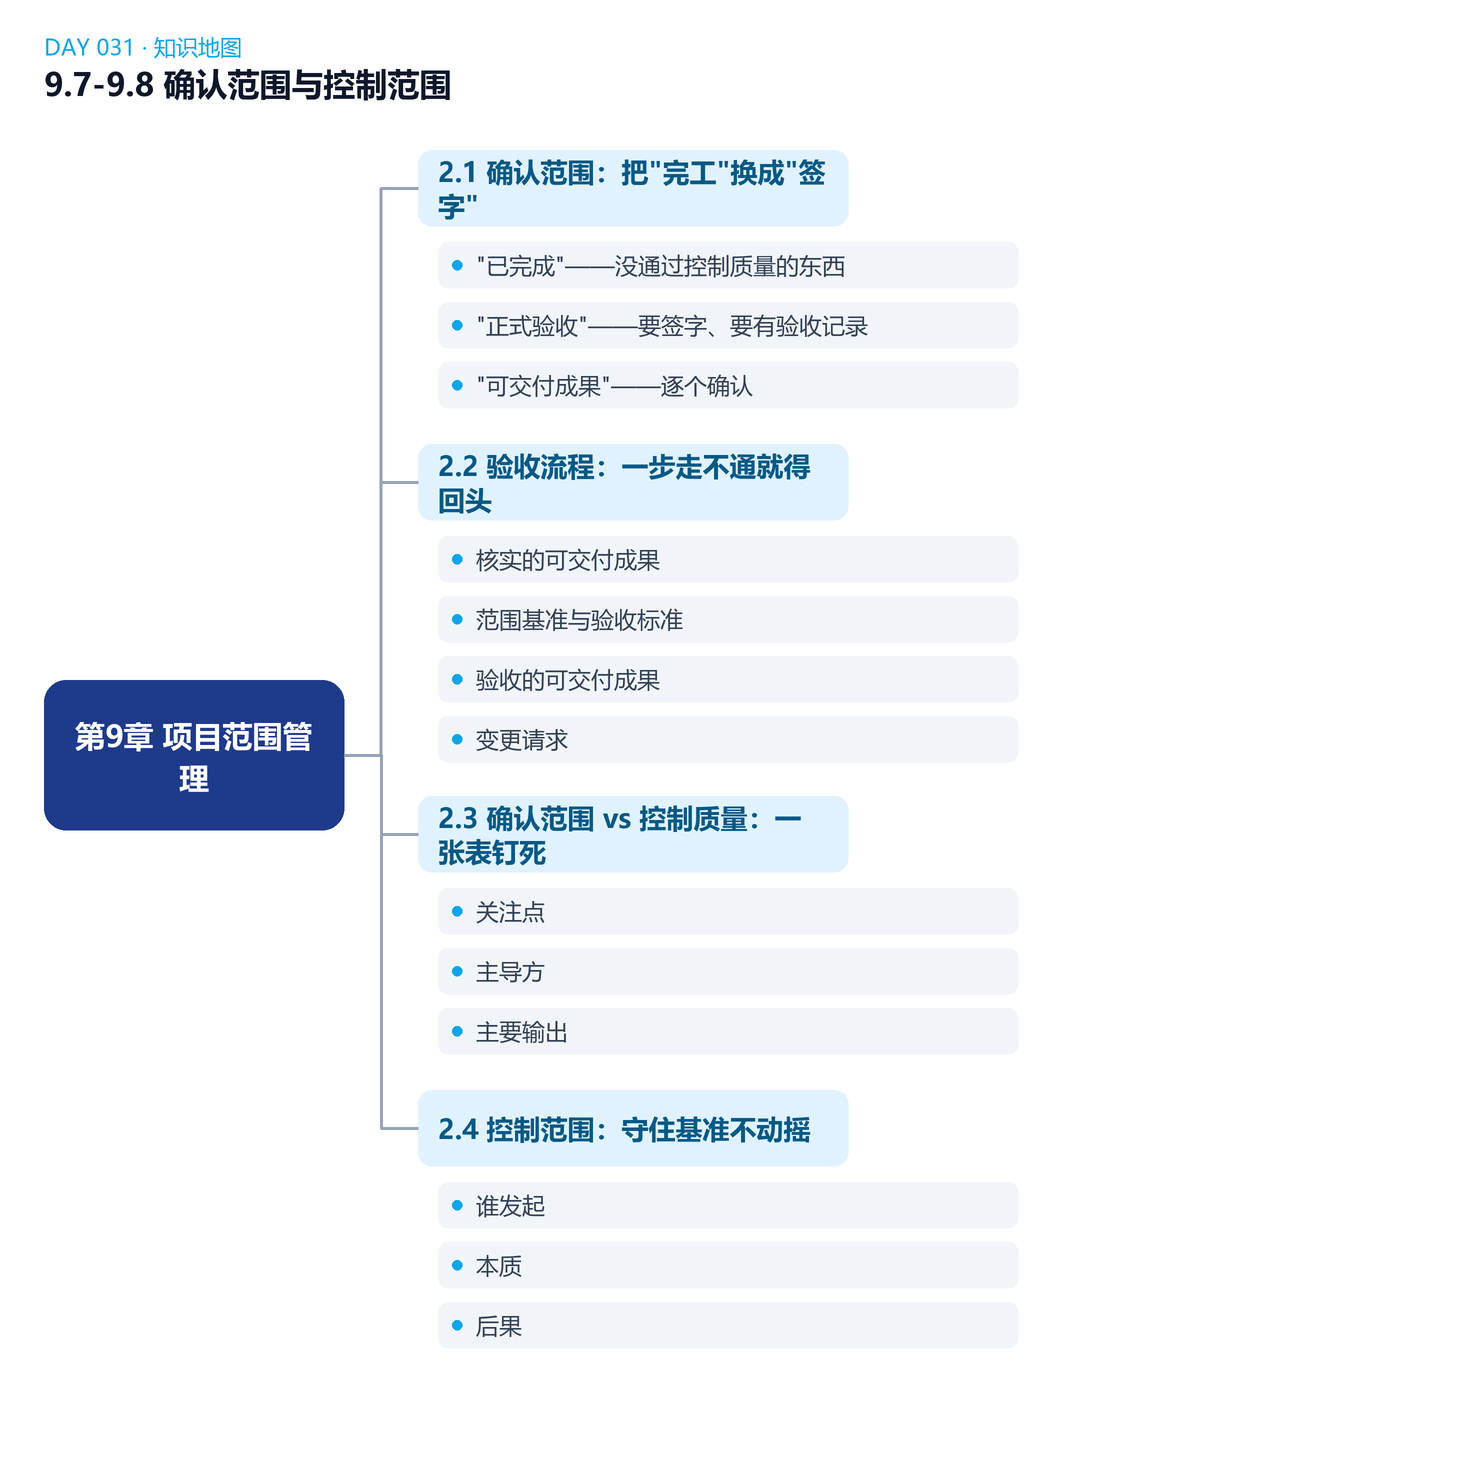 DAY 031 · 知识地图
9.7-9.8 确认范围与控制范围
2.1 确认范围：把"完工"换成"签
字"
"已完成"——没通过控制质量的东西
"正式验收"——要签字、要有验收记录
"可交付成果"——逐个确认
2.2 验收流程：一步走不通就得
回头
核实的可交付成果
范围基准与验收标准
验收的可交付成果
变更请求
第9章 项目范围管
理
2.3 确认范围 vs 控制质量：一
张表钉死
关注点
主导方
主要输出
2.4 控制范围：守住基准不动摇
谁发起
本质
后果